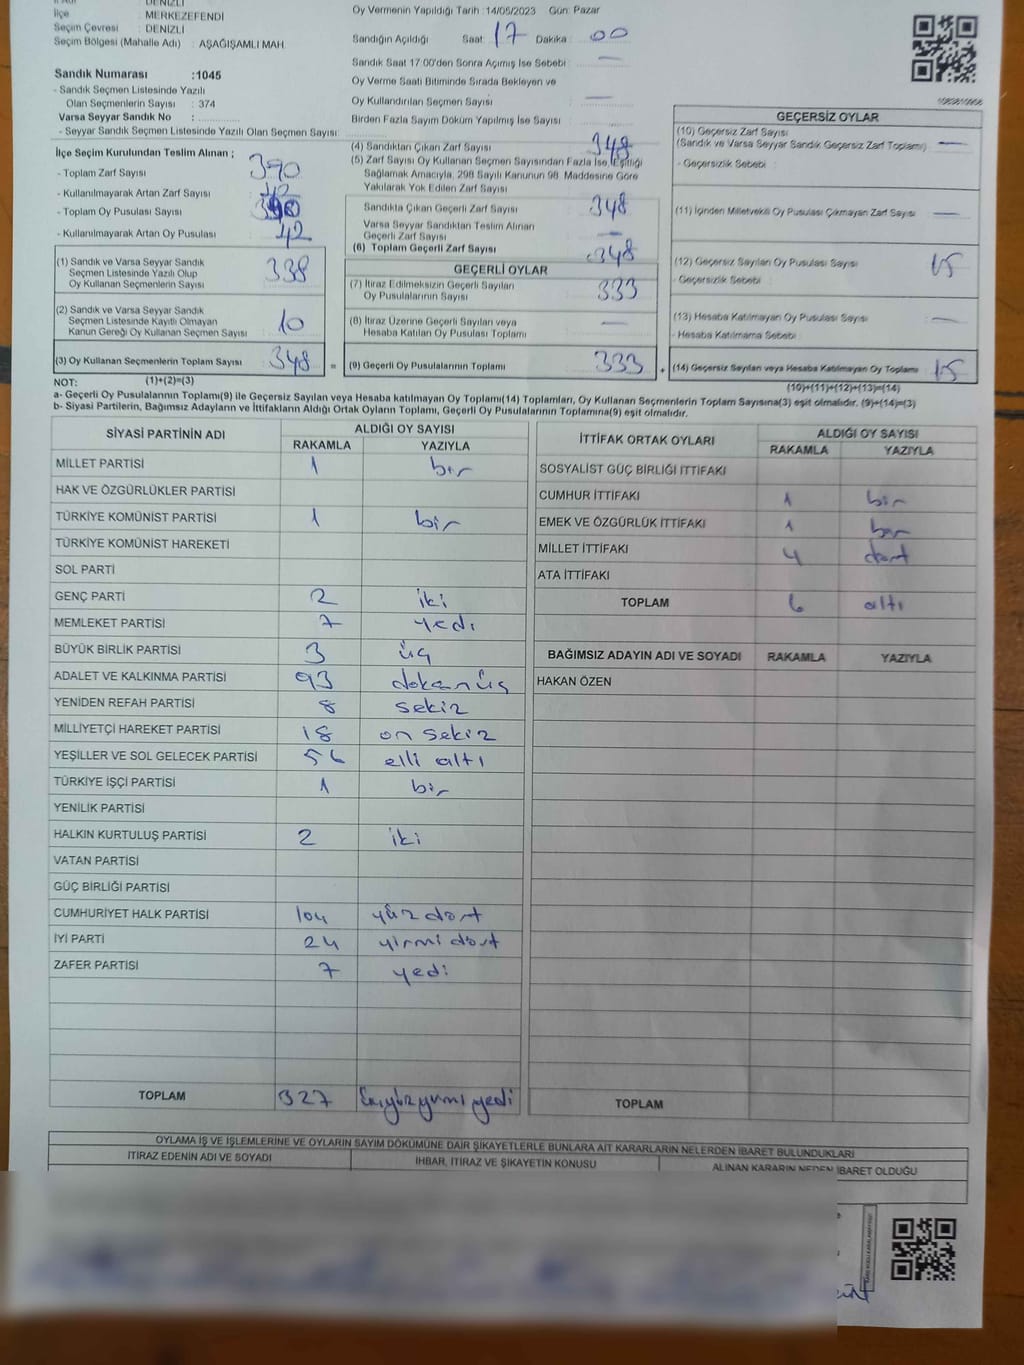 DENİZLİ
İlçe : MERKEZEFENDİ
Seçim Çevresi : DENİZLİ
Seçim Bölgesi (Mahalle Adı) : AŞAĞIŞAMLI MAH.
Sandık Numarası :1045
- Sandık Seçmen Listesinde Yazılı
Olan Seçmenlerin Sayısı : 374
Varsa Seyyar Sandık No :
- Seyyar Sandık Seçmen Listesinde Yazılı Olan Seçmen Sayısı:
Oy Vermenin Yapıldığı Tarih :14/05/2023 Gün: Pazar
Sandığın Açıldığı Saat: 17 Dakika : 00
Sandık Saat 17:00'den Sonra Açımış İse Sebebi : —
Oy Verme Saati Bitiminde Sırada Bekleyen ve
Oy Kullandırılan Seçmen Sayısı : —
Birden Fazla Sayım Döküm Yapılmış İse Sayısı :
İlçe Seçim Kurulundan Teslim Alınan ;
- Toplam Zarf Sayısı : 390
- Kullanılmayarak Artan Zarf Sayısı : 42
- Toplam Oy Pusulası Sayısı : 390
- Kullanılmayarak Artan Oy Pusulası : 42
(1) Sandık ve Varsa Seyyar Sandık
Seçmen Listesinde Yazılı Olup
Oy Kullanan Seçmenlerin Sayısı : 338
(2) Sandık ve Varsa Seyyar Sandık
Seçmen Listesinde Kayıtlı Olmayan
Kanun Gereği Oy Kullanan Seçmen Sayısı : 10
(3) Oy Kullanan Seçmenlerin Toplam Sayısı : 348 =
(4) Sandıktan Çıkan Zarf Sayısı : 348
(5) Zarf Sayısı Oy Kullanan Seçmen Sayısından Fazla İse, Eşitliği
Sağlamak Amacıyla, 298 Sayılı Kanunun 98. Maddesine Göre
Yakılarak Yok Edilen Zarf Sayısı :
Sandıkta Çıkan Geçerli Zarf Sayısı : 348
Varsa Seyyar Sandıktan Teslim Alınan
Geçerli Zarf Sayısı : —
(6) Toplam Geçerli Zarf Sayısı : 348
GEÇERLİ OYLAR
(7) İtiraz Edilmeksizin Geçerli Sayılan
Oy Pusulalarının Sayısı : 333
(8) İtiraz Üzerine Geçerli Sayılan veya
Hesaba Katılan Oy Pusulası Toplamı : —
(9) Geçerli Oy Pusulalarının Toplamı : 333 +
GEÇERSİZ OYLAR
(10) Geçersiz Zarf Sayısı
(Sandık ve Varsa Seyyar Sandık Geçersiz Zarf Toplamı) : —
- Geçersizlik Sebebi :
(11) İçinden Milletvekili Oy Pusulası Çıkmayan Zarf Sayısı : —
(12) Geçersiz Sayılan Oy Pusulası Sayısı : 15
- Geçersizlik Sebebi :
(13) Hesaba Katılmayan Oy Pusulası Sayısı : —
- Hesaba Katılmama Sebebi :
(14) Geçersiz Sayılan veya Hesaba Katılmayan Oy Toplamı : 15
NOT: (1)+(2)=(3) (10)+(11)+(12)+(13)=(14)
a- Geçerli Oy Pusulalarının Toplamı(9) ile Geçersiz Sayılan veya Hesaba katılmayan Oy Toplamı(14) Toplamları, Oy Kullanan Seçmenlerin Toplam Sayısına(3) eşit olmalıdır. (9)+(14)=(3)
b- Siyasi Partilerin, Bağımsız Adayların ve İttifakların Aldığı Ortak Oyların Toplamı, Geçerli Oy Pusulalarının Toplamına(9) eşit olmalıdır.
SİYASİ PARTİNİN ADI ALDIĞI OY SAYISI
RAKAMLA YAZIYLA
MİLLET PARTİSİ 1 bir
HAK VE ÖZGÜRLÜKLER PARTİSİ
TÜRKİYE KOMÜNİST PARTİSİ 1 bir
TÜRKİYE KOMÜNİST HAREKETİ
SOL PARTİ
GENÇ PARTİ 2 iki
MEMLEKET PARTİSİ 7 yedi
BÜYÜK BİRLİK PARTİSİ 3 üç
ADALET VE KALKINMA PARTİSİ 93 dokanüç
YENİDEN REFAH PARTİSİ 8 sekiz
MİLLİYETÇİ HAREKET PARTİSİ 18 on sekiz
YEŞİLLER VE SOL GELECEK PARTİSİ 56 elli altı
TÜRKİYE İŞÇİ PARTİSİ 1 bir
YENİLİK PARTİSİ
HALKIN KURTULUŞ PARTİSİ 2 iki
VATAN PARTİSİ
GÜÇ BİRLİĞİ PARTİSİ
CUMHURİYET HALK PARTİSİ 104 yüz dört
İYİ PARTİ 24 yirmi dört
ZAFER PARTİSİ 7 yedi
TOPLAM 327 üçyüzyirmi yedi
İTTİFAK ORTAK OYLARI ALDIĞI OY SAYISI
RAKAMLA YAZIYLA
SOSYALİST GÜÇ BİRLİĞİ İTTİFAKI
CUMHUR İTTİFAKI 1 bir
EMEK VE ÖZGÜRLÜK İTTİFAKI 1 bir
MİLLET İTTİFAKI 4 dört
ATA İTTİFAKI
TOPLAM 6 altı
BAĞIMSIZ ADAYIN ADI VE SOYADI RAKAMLA YAZIYLA
HAKAN ÖZEN
TOPLAM
OYLAMA İŞ VE İŞLEMLERİNE VE OYLARIN SAYIM DÖKÜMÜNE DAİR ŞİKAYETLERLE BUNLARA AİT KARARLARIN NELERDEN İBARET BULUNDUKLARI
İTİRAZ EDENİN ADI VE SOYADI İHBAR, İTİRAZ VE ŞİKAYETİN KONUSU ALINAN KARARIN NEDEN İBARET OLDUĞU